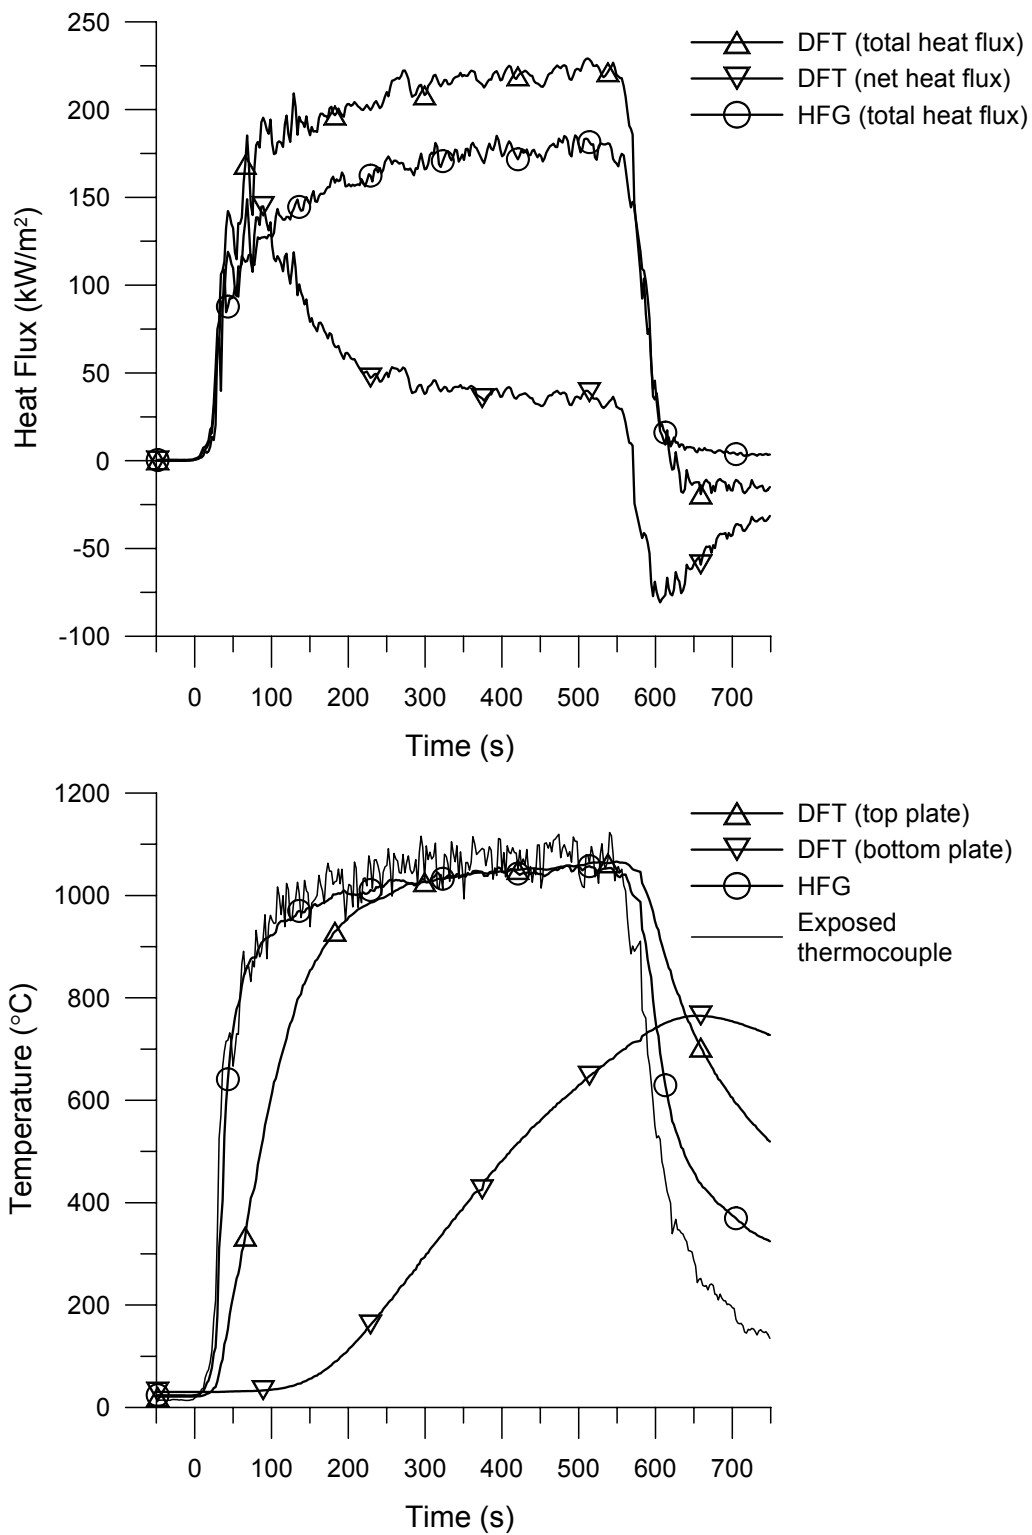 250
200
150
100
50
0
-50
-100
Heat Flux (kW/m²)
0 100 200 300 400 500 600 700
Time (s)
DFT (total heat flux)
DFT (net heat flux)
HFG (total heat flux)
1200
1000
800
600
400
200
0
Temperature (°C)
0 100 200 300 400 500 600 700
Time (s)
DFT (top plate)
DFT (bottom plate)
HFG
Exposed
thermocouple